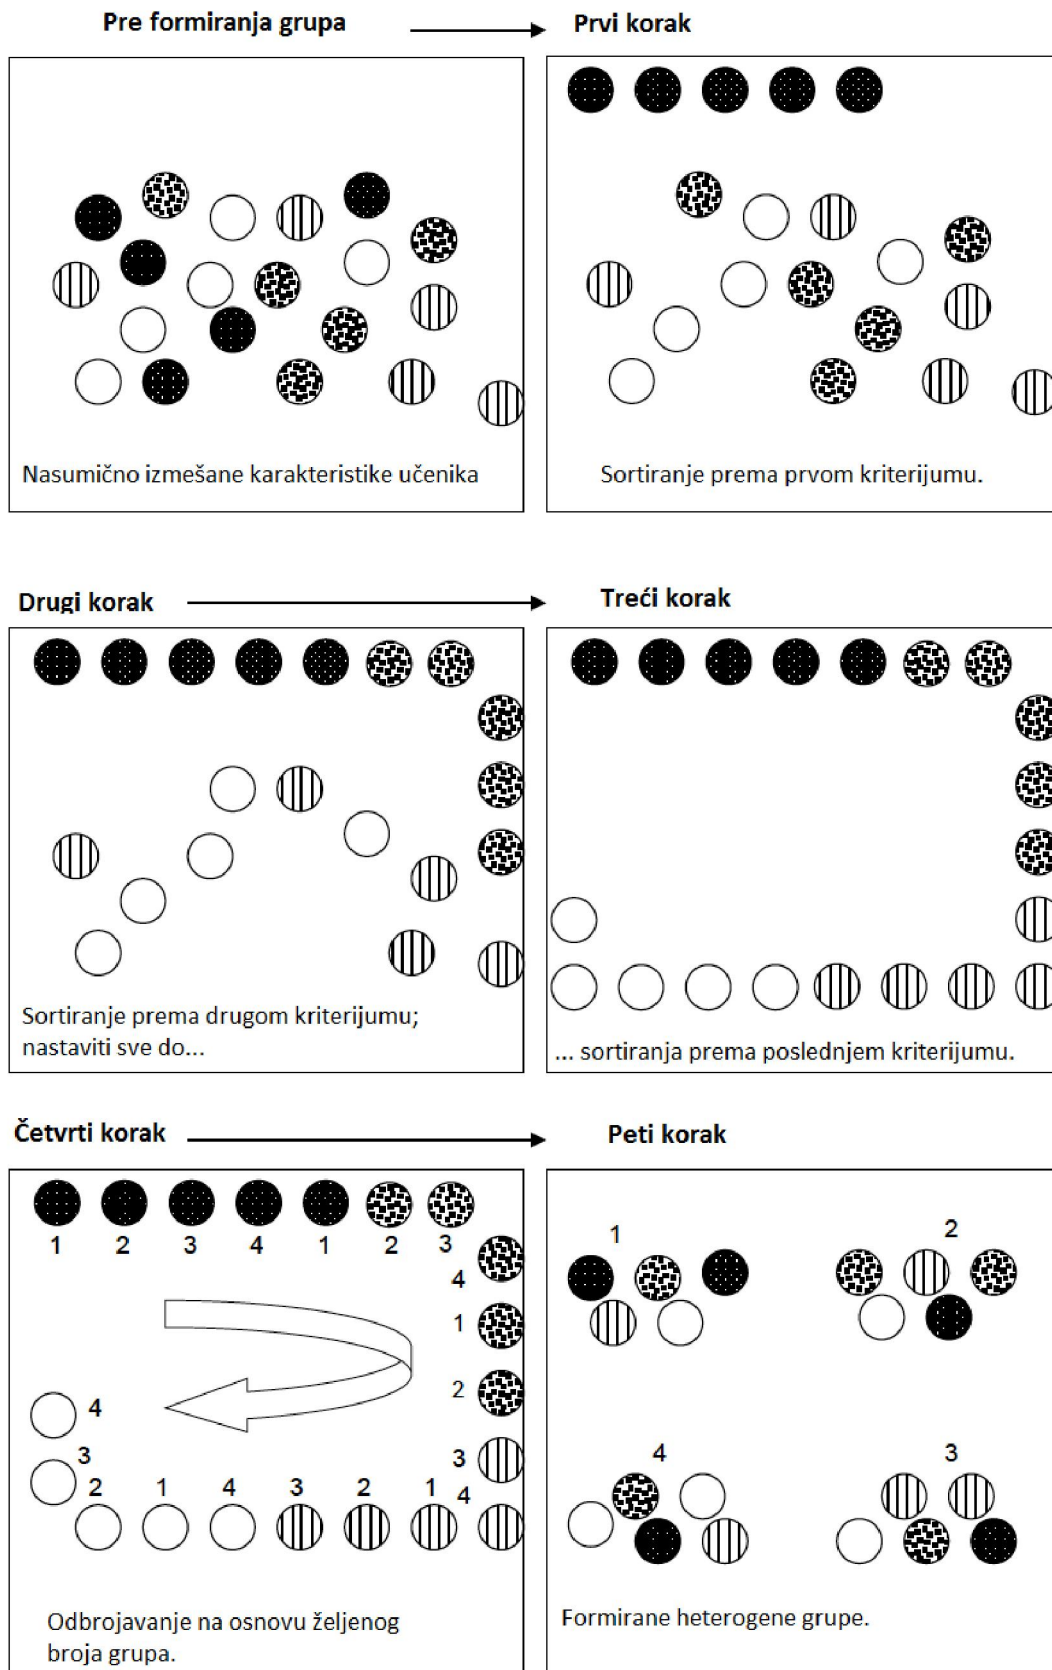 Pre formiranja grupa
Prvi korak
Nasumično izmešane karakteristike učenika
Sortiranje prema prvom kriterijumu.
Drugi korak
Treći korak
Sortiranje prema drugom kriterijumu;
nastaviti sve do...
... sortiranja prema poslednjem kriterijumu.
Četvrti korak
Peti korak
1 2 3 4 1 2 3
4
1
2
3
4
1
2
3
4
1
2
3
4
Odbrojavanje na osnovu željenog
broja grupa.
1
2
4
3
Formirane heterogene grupe.